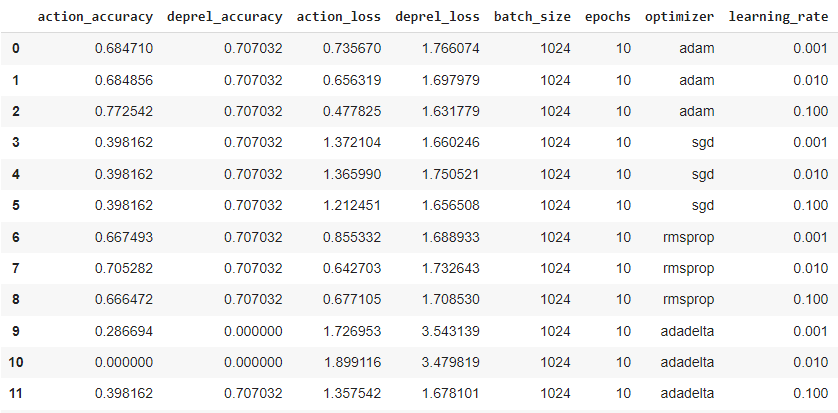 action_accuracy deprel_accuracy action_loss deprel_loss batch_size epochs optimizer learning_rate
0 0.684710 0.707032 0.735670 1.766074 1024 10 adam 0.001
1 0.684856 0.707032 0.656319 1.697979 1024 10 adam 0.010
2 0.772542 0.707032 0.477825 1.631779 1024 10 adam 0.100
3 0.398162 0.707032 1.372104 1.660246 1024 10 sgd 0.001
4 0.398162 0.707032 1.365990 1.750521 1024 10 sgd 0.010
5 0.398162 0.707032 1.212451 1.656508 1024 10 sgd 0.100
6 0.667493 0.707032 0.855332 1.688933 1024 10 rmsprop 0.001
7 0.705282 0.707032 0.642703 1.732643 1024 10 rmsprop 0.010
8 0.666472 0.707032 0.677105 1.708530 1024 10 rmsprop 0.100
9 0.286694 0.000000 1.726953 3.543139 1024 10 adadelta 0.001
10 0.000000 0.000000 1.899116 3.479819 1024 10 adadelta 0.010
11 0.398162 0.707032 1.357542 1.678101 1024 10 adadelta 0.100